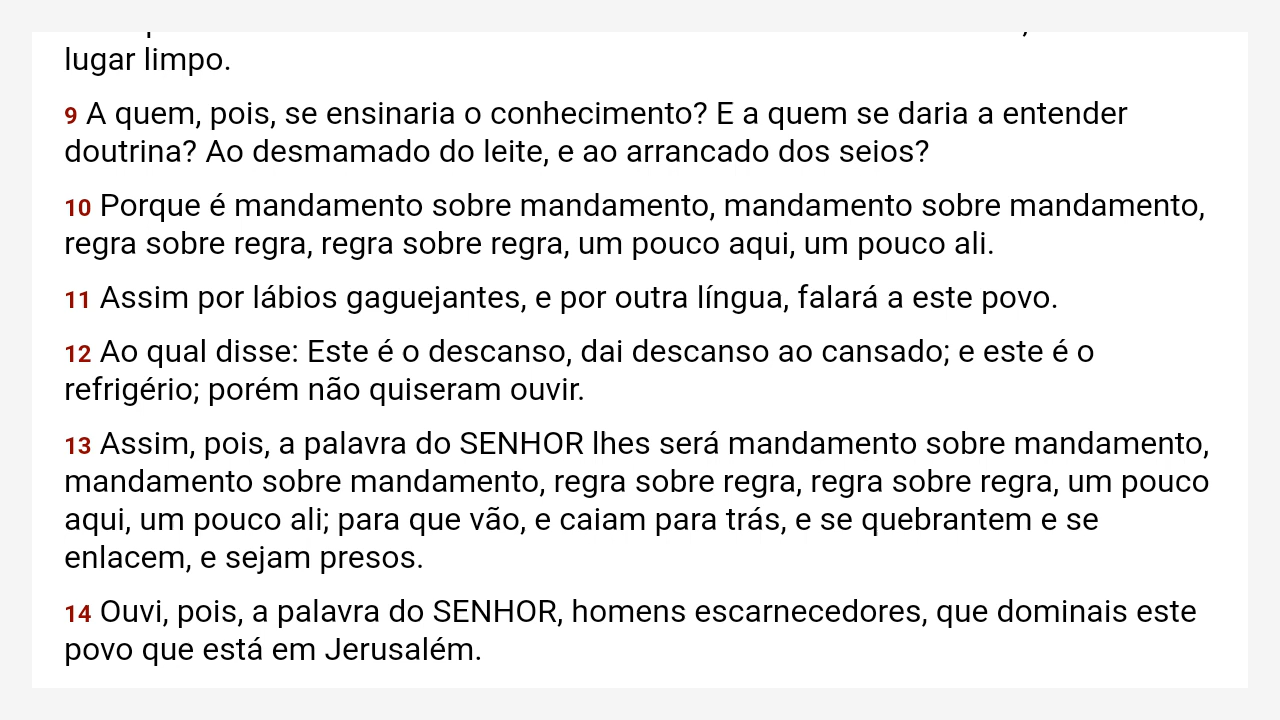 lugar limpo.
9 A quem, pois, se ensinaria o conhecimento? E a quem se daria a entender
doutrina? Ao desmamado do leite, e ao arrancado dos seios?
10 Porque é mandamento sobre mandamento, mandamento sobre mandamento,
regra sobre regra, regra sobre regra, um pouco aqui, um pouco ali.
11 Assim por lábios gaguejantes, e por outra língua, falará a este povo.
12 Ao qual disse: Este é o descanso, dai descanso ao cansado; e este é o
refrigério; porém não quiseram ouvir.
13 Assim, pois, a palavra do SENHOR lhes será mandamento sobre mandamento,
mandamento sobre mandamento, regra sobre regra, regra sobre regra, um pouco
aqui, um pouco ali; para que vão, e caiam para trás, e se quebrantem e se
enlacem, e sejam presos.
14 Ouvi, pois, a palavra do SENHOR, homens escarnecedores, que dominais este
povo que está em Jerusalém.